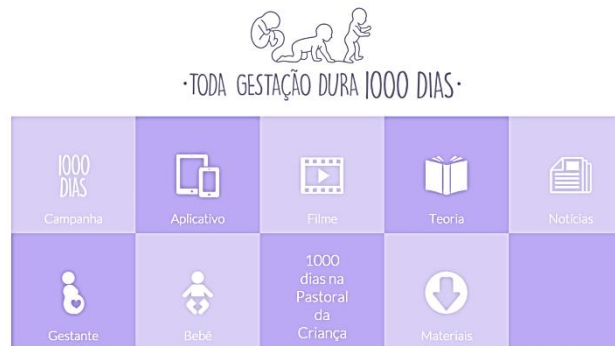 ·TODA GESTAÇÃO DURA 1000 DIAS·
1000
DIAS
Campanha
Aplicativo
Filme
Teoria
Notícias
Gestante
Bebê
1000
dias na
Pastoral
da
Criança
Materiais